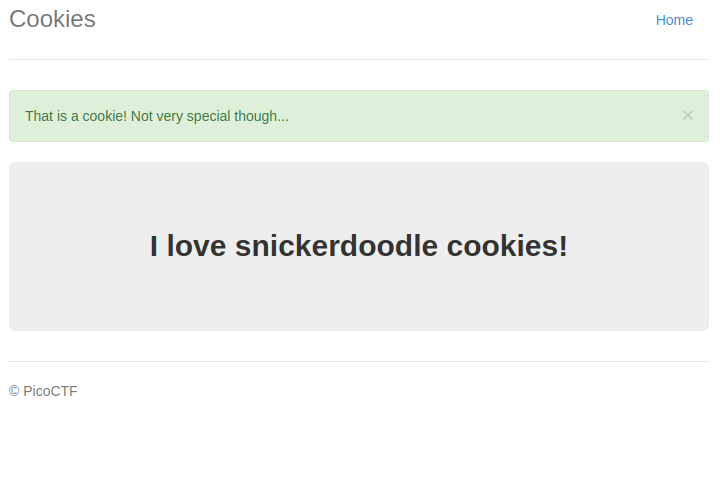 Cookies
Home
That is a cookie! Not very special though...
×
I love snickerdoodle cookies!
© PicoCTF